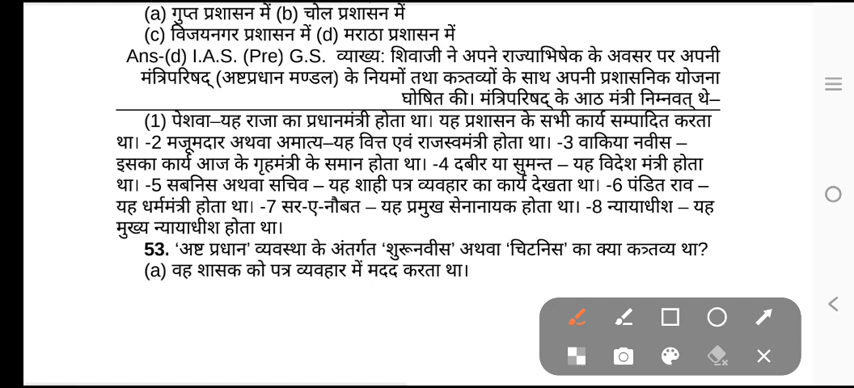 (a) गुप्त प्रशासन में (b) चोल प्रशासन में
(c) विजयनगर प्रशासन में (d) मराठा प्रशासन में
Ans-(d) I.A.S. (Pre) G.S. व्याख्य: शिवाजी ने अपने राज्याभिषेक के अवसर पर अपनी
मंत्रिपरिषद् (अष्टप्रधान मण्डल) के नियमों तथा कत्र्तव्यों के साथ अपनी प्रशासनिक योजना
घोषित की। मंत्रिपरिषद् के आठ मंत्री निम्नवत् थे–
(1) पेशवा–यह राजा का प्रधानमंत्री होता था। यह प्रशासन के सभी कार्य सम्पादित करता
था। -2 मजूमदार अथवा अमात्य–यह वित्त एवं राजस्वमंत्री होता था। -3 वाकिया नवीस –
इसका कार्य आज के गृहमंत्री के समान होता था। -4 दबीर या सुमन्त – यह विदेश मंत्री होता
था। -5 सबनिस अथवा सचिव – यह शाही पत्र व्यवहार का कार्य देखता था। -6 पंडित राव –
यह धर्ममंत्री होता था। -7 सर-ए-नौबत – यह प्रमुख सेनानायक होता था। -8 न्यायाधीश – यह
मुख्य न्यायाधीश होता था।
53. ‘अष्ट प्रधान’ व्यवस्था के अंतर्गत ‘शुरूनवीस’ अथवा ‘चिटनिस’ का क्या कत्र्तव्य था?
(a) वह शासक को पत्र व्यवहार में मदद करता था।